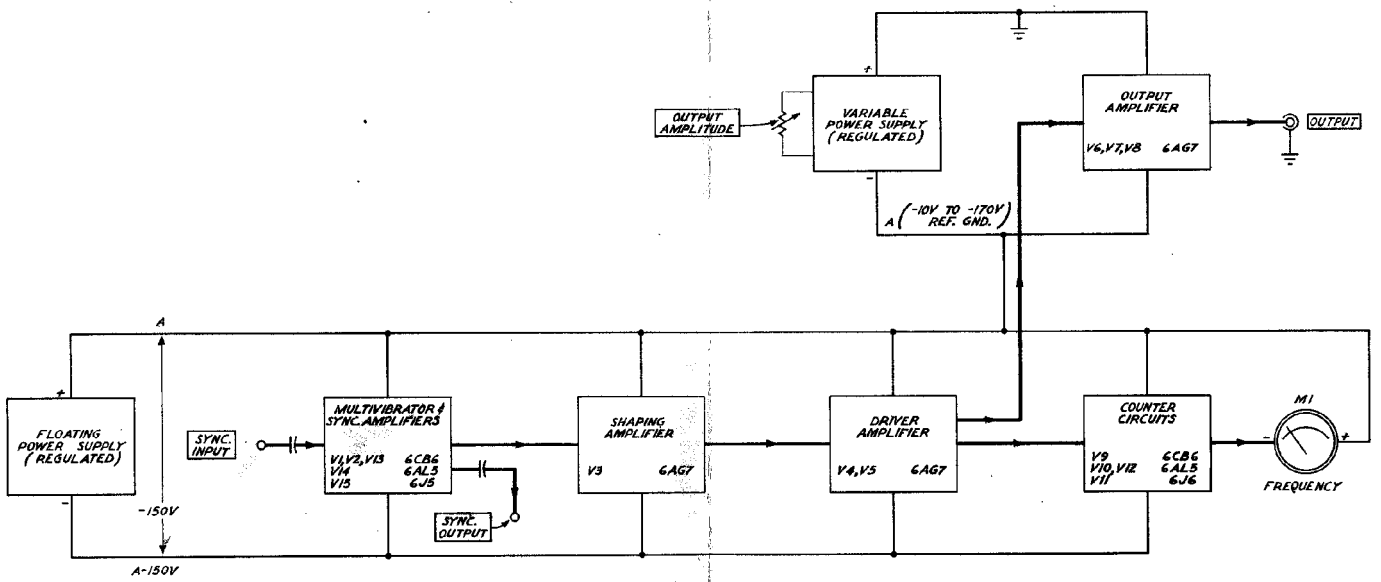 +
OUTPUT
AMPLITUDE
VARIABLE
POWER SUPPLY
(REGULATED)
-
OUTPUT
AMPLIFIER
V6,V7,V8 6AG7
OUTPUT
A (-10V TO -170V
REF. GND.)
A
+
FLOATING
POWER SUPPLY
(REGULATED)
-
-150V
A-150V
SYNC.
INPUT
MULTIVIBRATOR &
SYNC. AMPLIFIERS
V1,V2,V13 6CB6
V14 6AL5
V15 6J5
SYNC.
OUTPUT
SHAPING
AMPLIFIER
V3 6AG7
DRIVER
AMPLIFIER
V4,V5 6AG7
COUNTER
CIRCUITS
V9 6CB6
V10,V12 6AL5
V11 6J6
M1
- +
FREQUENCY